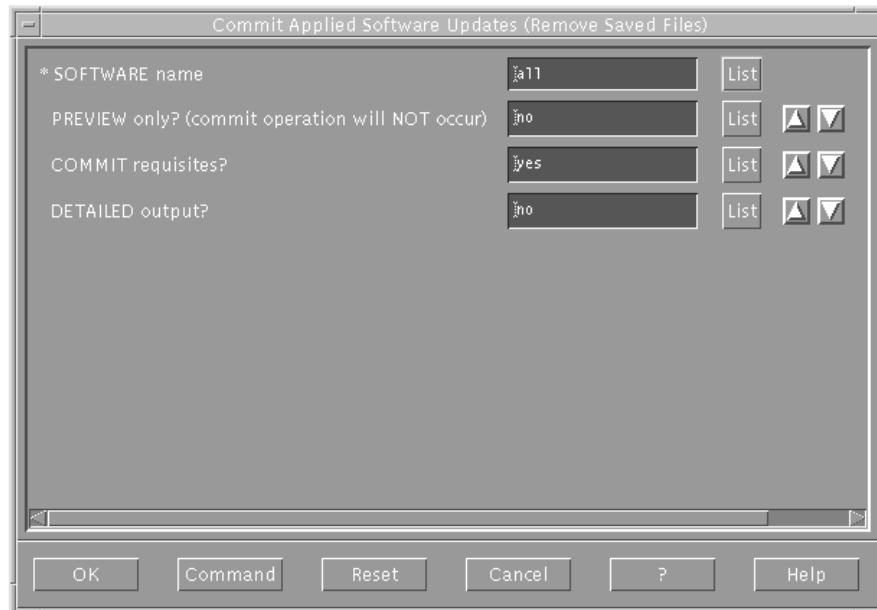 Commit Applied Software Updates (Remove Saved Files)
* SOFTWARE name all List
PREVIEW only? (commit operation will NOT occur) no List
COMMIT requisites? yes List
DETAILED output? no List
OK Command Reset Cancel ? Help